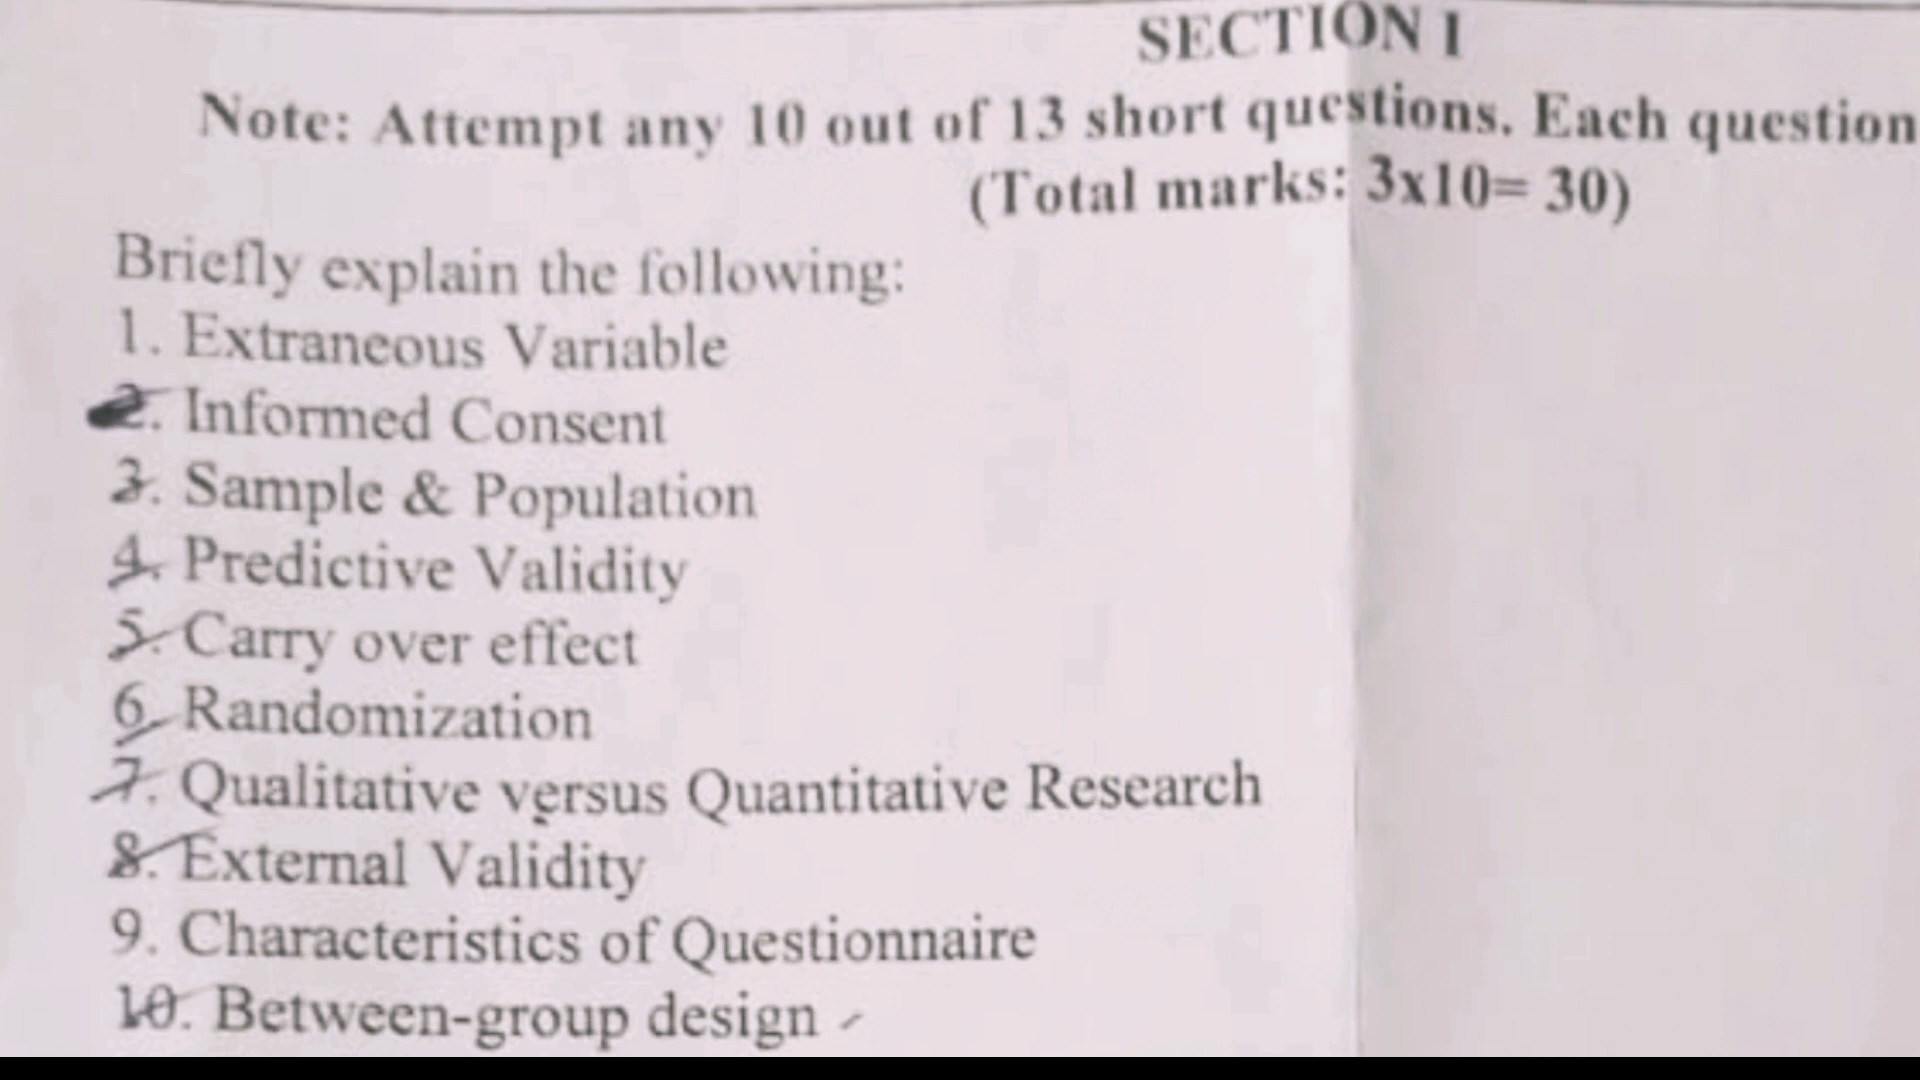 SECTION I
Note: Attempt any 10 out of 13 short questions. Each question
(Total marks: 3x10= 30)
Briefly explain the following:
1. Extraneous Variable
2. Informed Consent
3. Sample & Population
4. Predictive Validity
5. Carry over effect
6. Randomization
7. Qualitative versus Quantitative Research
8. External Validity
9. Characteristics of Questionnaire
10. Between-group design